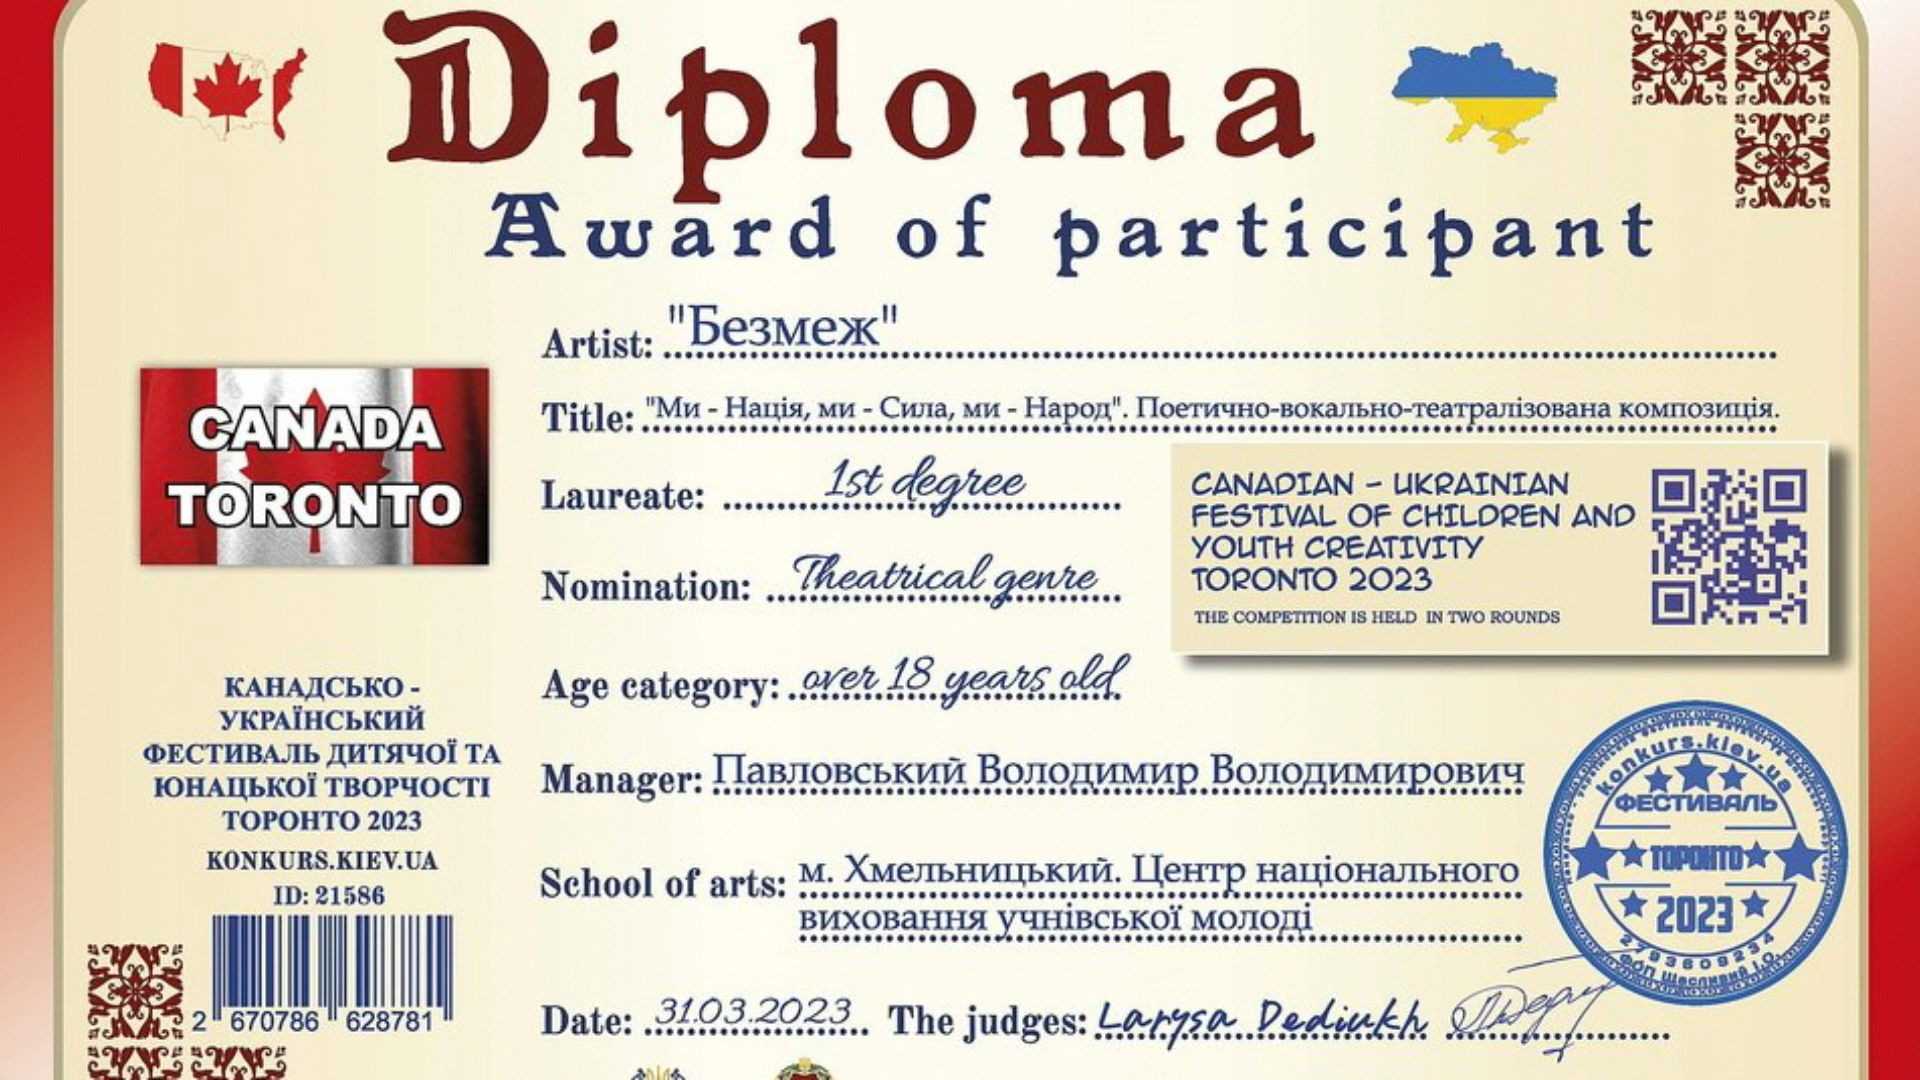 Diploma
Award of participant
Artist: "Безмеж"
Title: "Ми - Нація, ми - Сила, ми - Народ". Поетично-вокально-театралізована композиція.
CANADA
TORONTO
Laureate: 1st degree
Nomination: Theatrical genre
Age category: over 18 years old
CANADIAN - UKRAINIAN
FESTIVAL OF CHILDREN AND
YOUTH CREATIVITY
TORONTO 2023
THE COMPETITION IS HELD IN TWO ROUNDS
Manager: Павловський Володимир Володимирович
School of arts: м. Хмельницький. Центр національного
виховання учнівської молоді
Date: 31.03.2023 The judges: Larysa Dediukh
КАНАДСЬКО -
УКРАЇНСЬКИЙ
ФЕСТИВАЛЬ ДИТЯЧОЇ ТА
ЮНАЦЬКОЇ ТВОРЧОСТІ
ТОРОНТО 2023
KONKURS.KIEV.UA
ID: 21586
2 670786 628781
konkurs.kiev.ua
ФЕСТИВАЛЬ
ТОРОНТО
2023
2793609234
ФОП Щасливий І.О.